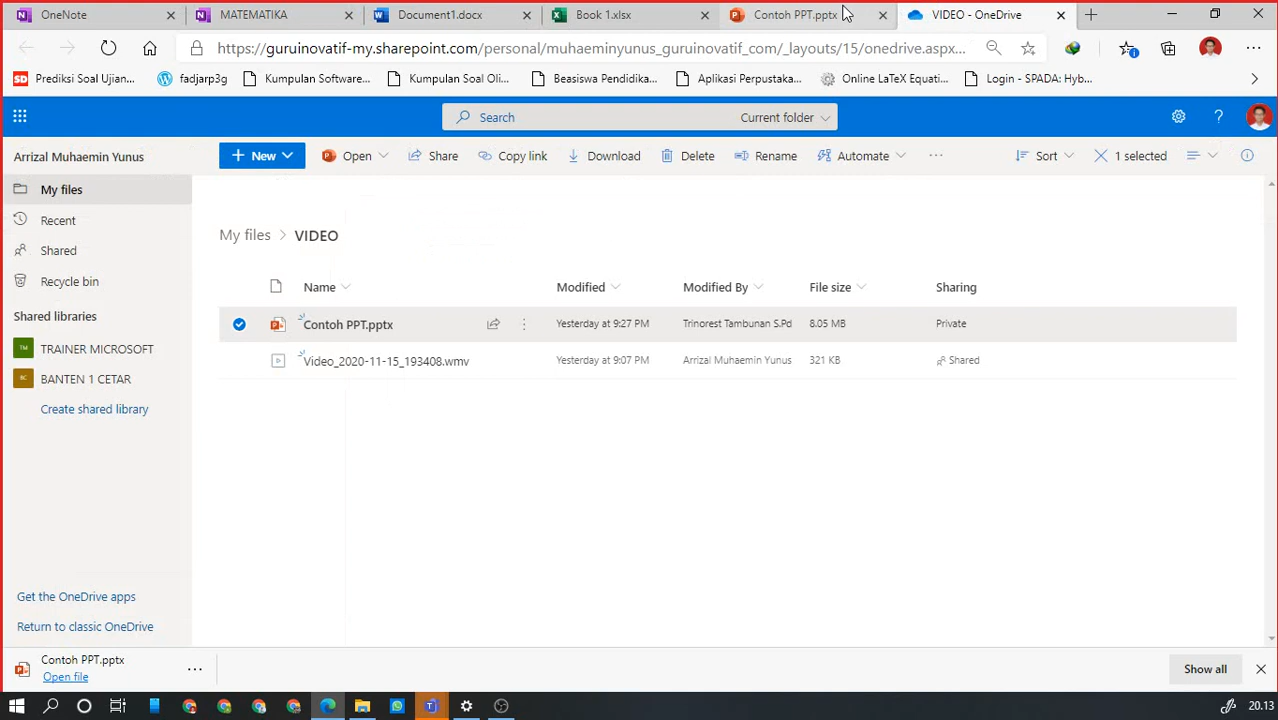 OneNote
MATEMATIKA
Document1.docx
Book 1.xlsx
Contoh PPT.pptx
VIDEO - OneDrive
https://guruinovatif-my.sharepoint.com/personal/muhaeminyunus_guruinovatif_com/_layouts/15/onedrive.aspx...
SD Prediksi Soal Ujian...
fadjarp3g
Kumpulan Software...
Kumpulan Soal Oli...
Beasiswa Pendidika...
Aplikasi Perpustaka...
Online LaTeX Equati...
Login - SPADA: Hyb...
Search
Current folder
Arrizal Muhaemin Yunus
New
Open
Share
Copy link
Download
Delete
Rename
Automate
Sort
1 selected
My files
Recent
Shared
Recycle bin
Shared libraries
TM TRAINER MICROSOFT
BC BANTEN 1 CETAR
Create shared library
My files > VIDEO
Name Modified Modified By File size Sharing
Contoh PPT.pptx Yesterday at 9:27 PM Trinorest Tambunan S.Pd 8.05 MB Private
Video_2020-11-15_193408.wmv Yesterday at 9:07 PM Arrizal Muhaemin Yunus 321 KB Shared
Get the OneDrive apps
Return to classic OneDrive
Contoh PPT.pptx
Open file
Show all
20.13